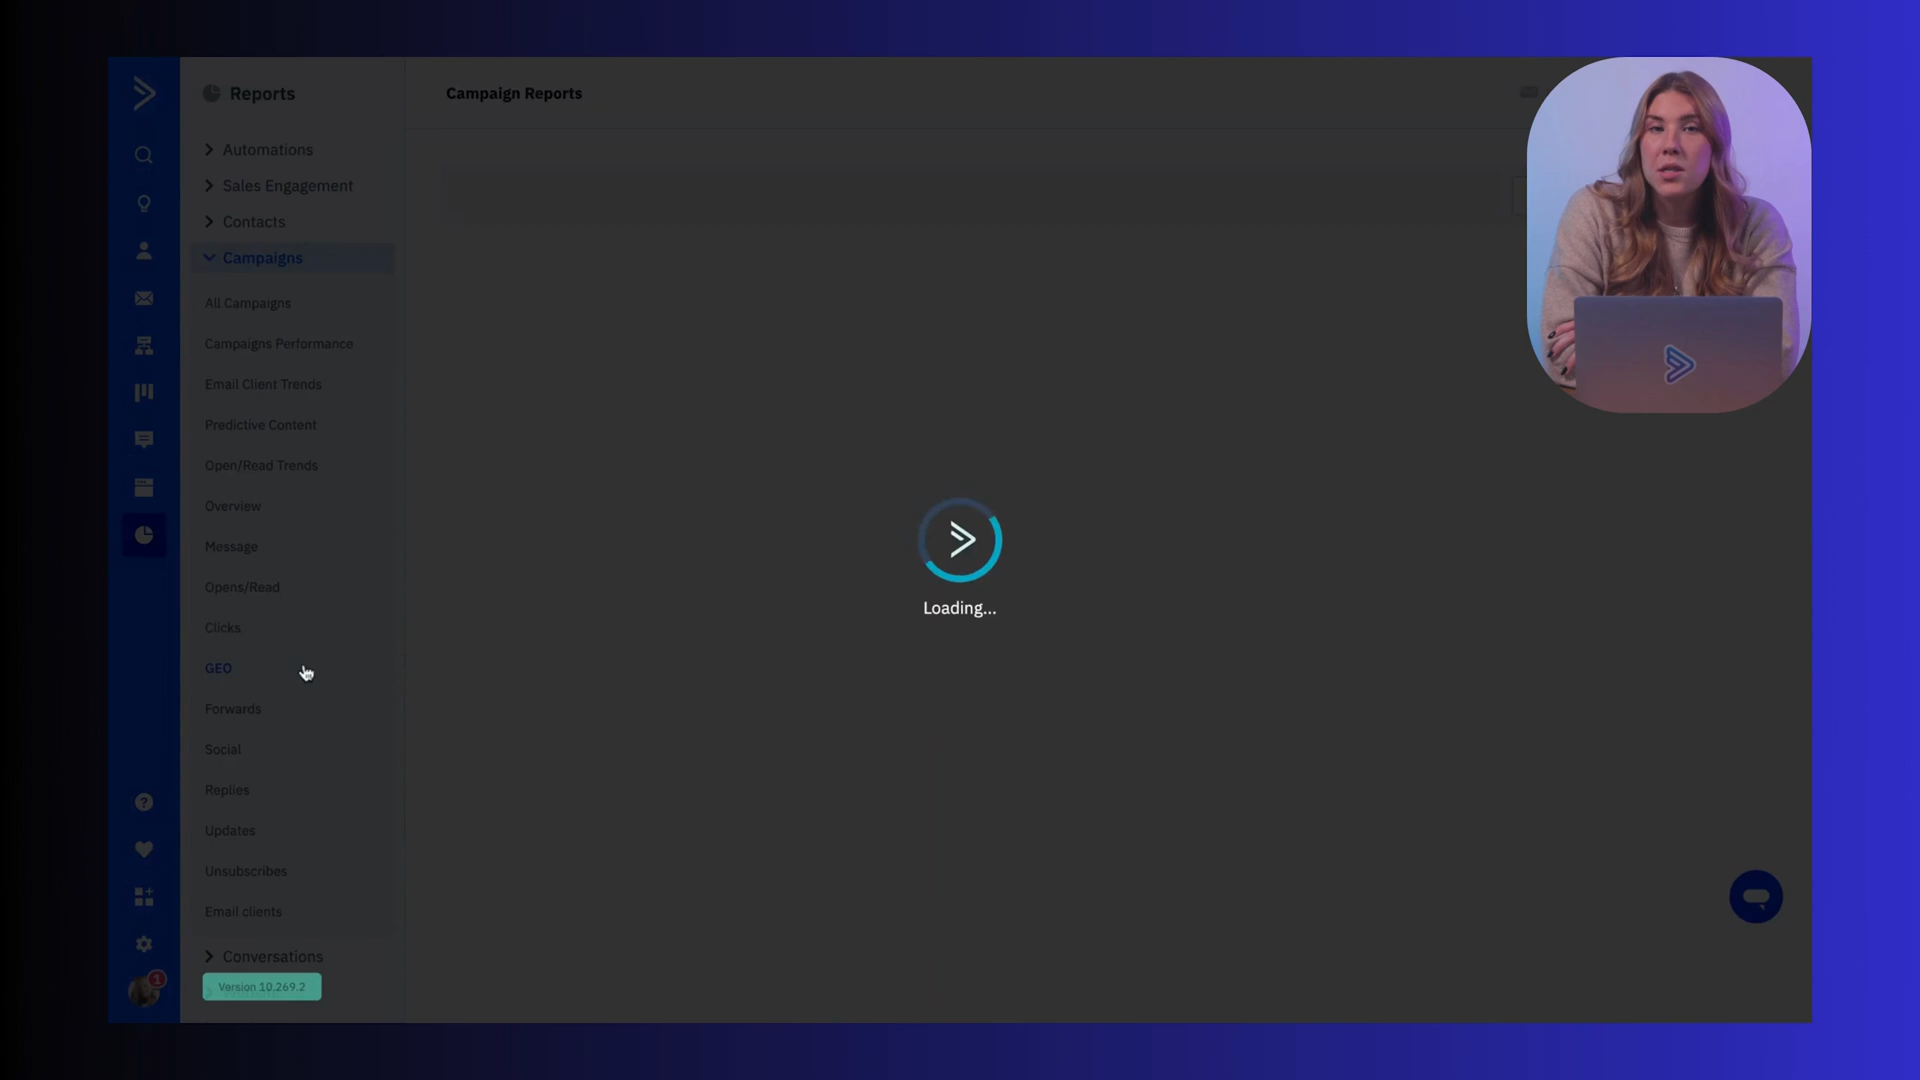 Reports
Campaign Reports
Automations
Sales Engagement
Contacts
Campaigns
All Campaigns
Campaigns Performance
Email Client Trends
Predictive Content
Open/Read Trends
Overview
Message
Opens/Read
Clicks
GEO
Forwards
Social
Replies
Updates
Unsubscribes
Email clients
Conversations
Version 10.269.2
1
Loading...